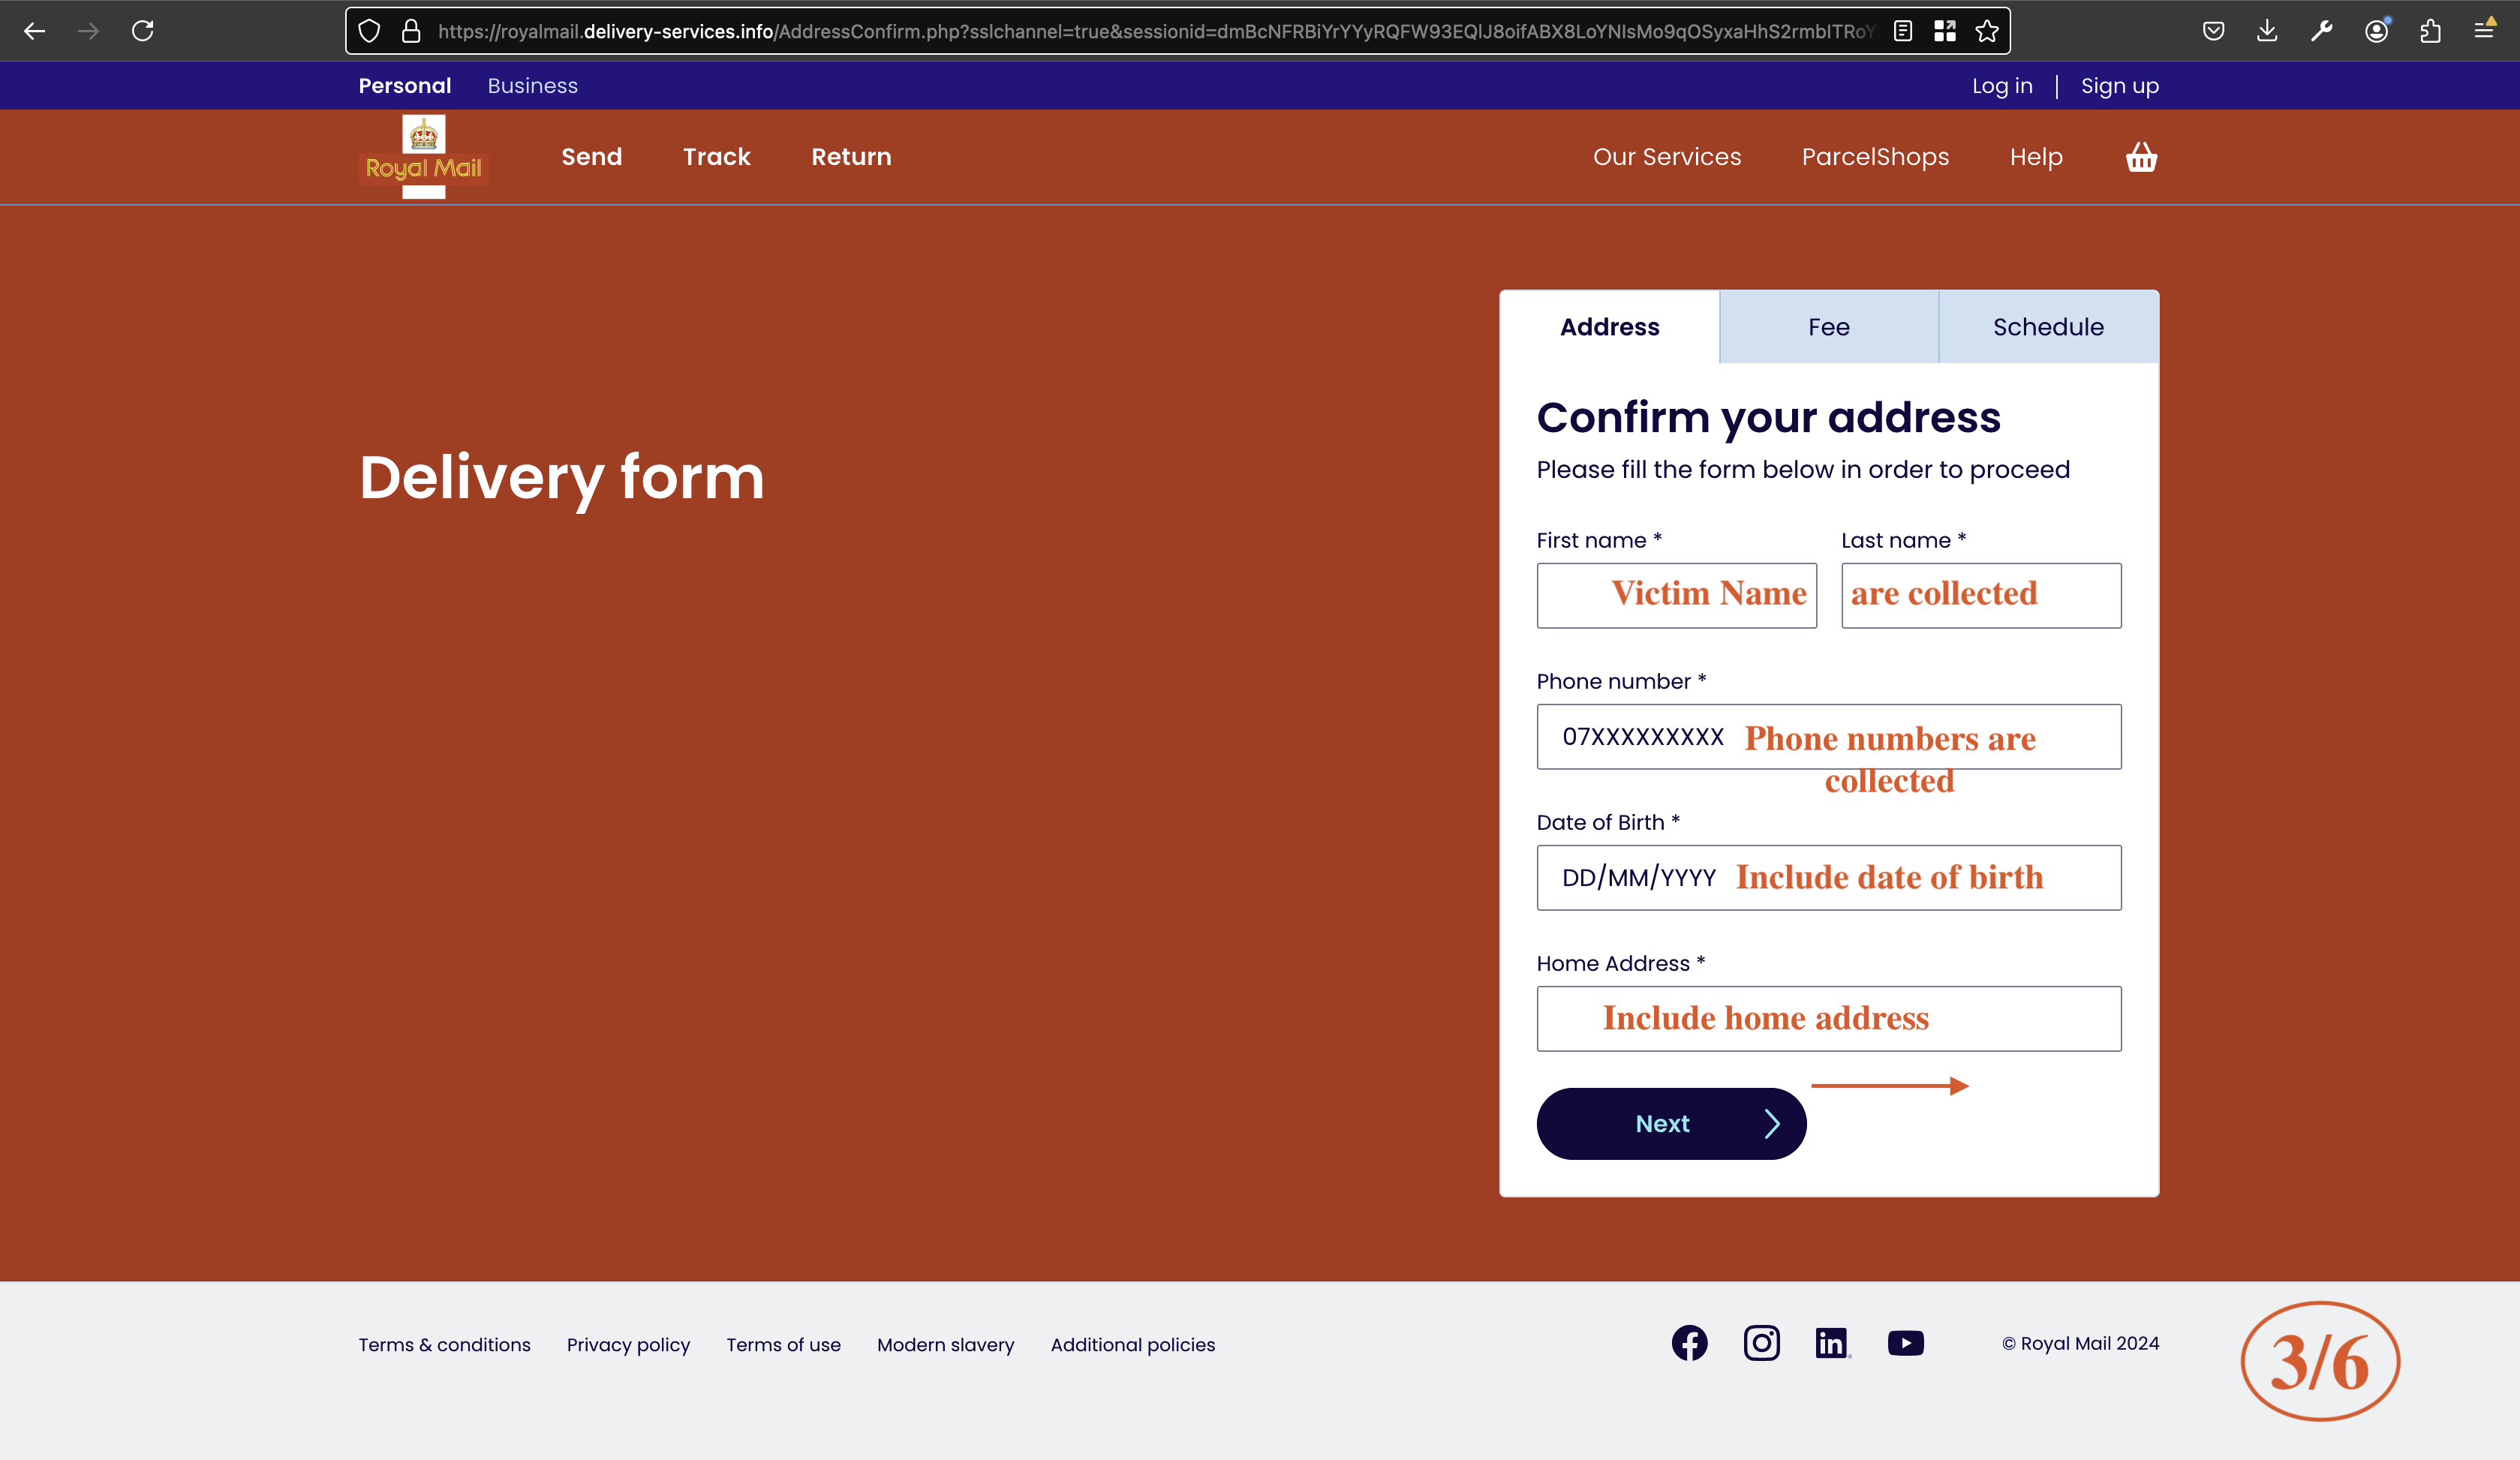 https://royalmail.delivery-services.info/AddressConfirm.php?sslchannel=true&sessionid=dmBcNFRBiYrYYyRQFW93EQlJ8oifABX8LoYNIsMo9qOSyxaHhS2rmbITRoY
Personal Business Log in Sign up
Royal Mail Send Track Return Our Services ParcelShops Help
Address Fee Schedule
Confirm your address
Please fill the form below in order to proceed
Delivery form
First name * Last name *
Victim Name are collected
Phone number *
07XXXXXXXXX Phone numbers are
collected
Date of Birth *
DD/MM/YYYY Include date of birth
Home Address *
Include home address
Next
Terms & conditions Privacy policy Terms of use Modern slavery Additional policies in © Royal Mail 2024
3/6